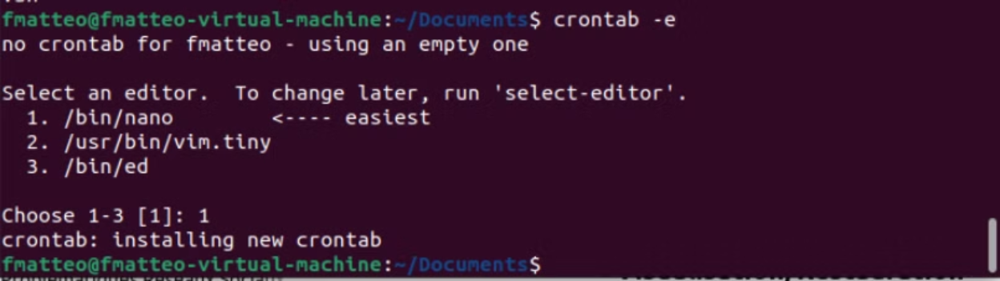 fmatteo@fmatteo-virtual-machine:~/Documents$ crontab -e
no crontab for fmatteo - using an empty one
Select an editor.  To change later, run 'select-editor'.
  1. /bin/nano        <---- easiest
  2. /usr/bin/vim.tiny
  3. /bin/ed
Choose 1-3 [1]: 1
crontab: installing new crontab
fmatteo@fmatteo-virtual-machine:~/Documents$